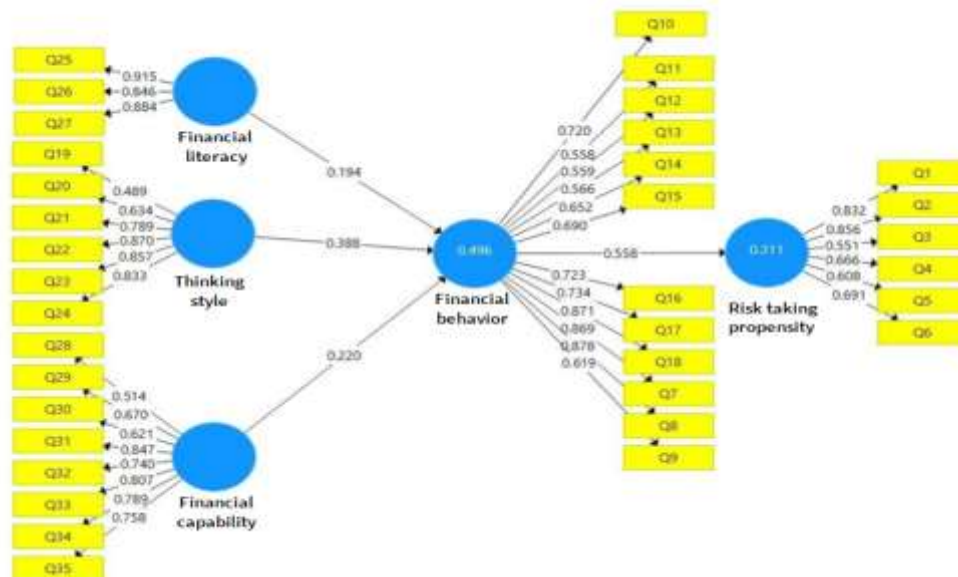 Q25
Q26
Q27
0.915
0.846
0.884
Financial
literacy
Q19
Q20
Q21
Q22
Q23
Q24
0.489
0.634
0.789
0.870
0.857
0.833
Thinking
style
Q28
Q29
Q30
Q31
Q32
Q33
Q34
Q35
0.514
0.670
0.621
0.847
0.740
0.807
0.789
0.758
Financial
capability
0.194
0.388
0.220
0.496
Financial
behavior
Q10
Q11
Q12
Q13
Q14
Q15
0.720
0.558
0.559
0.566
0.652
0.690
0.723
0.734
0.871
0.869
0.878
0.619
Q16
Q17
Q18
Q7
Q8
Q9
0.558
0.311
Risk taking
propensity
0.832
0.856
0.551
0.666
0.608
0.691
Q1
Q2
Q3
Q4
Q5
Q6